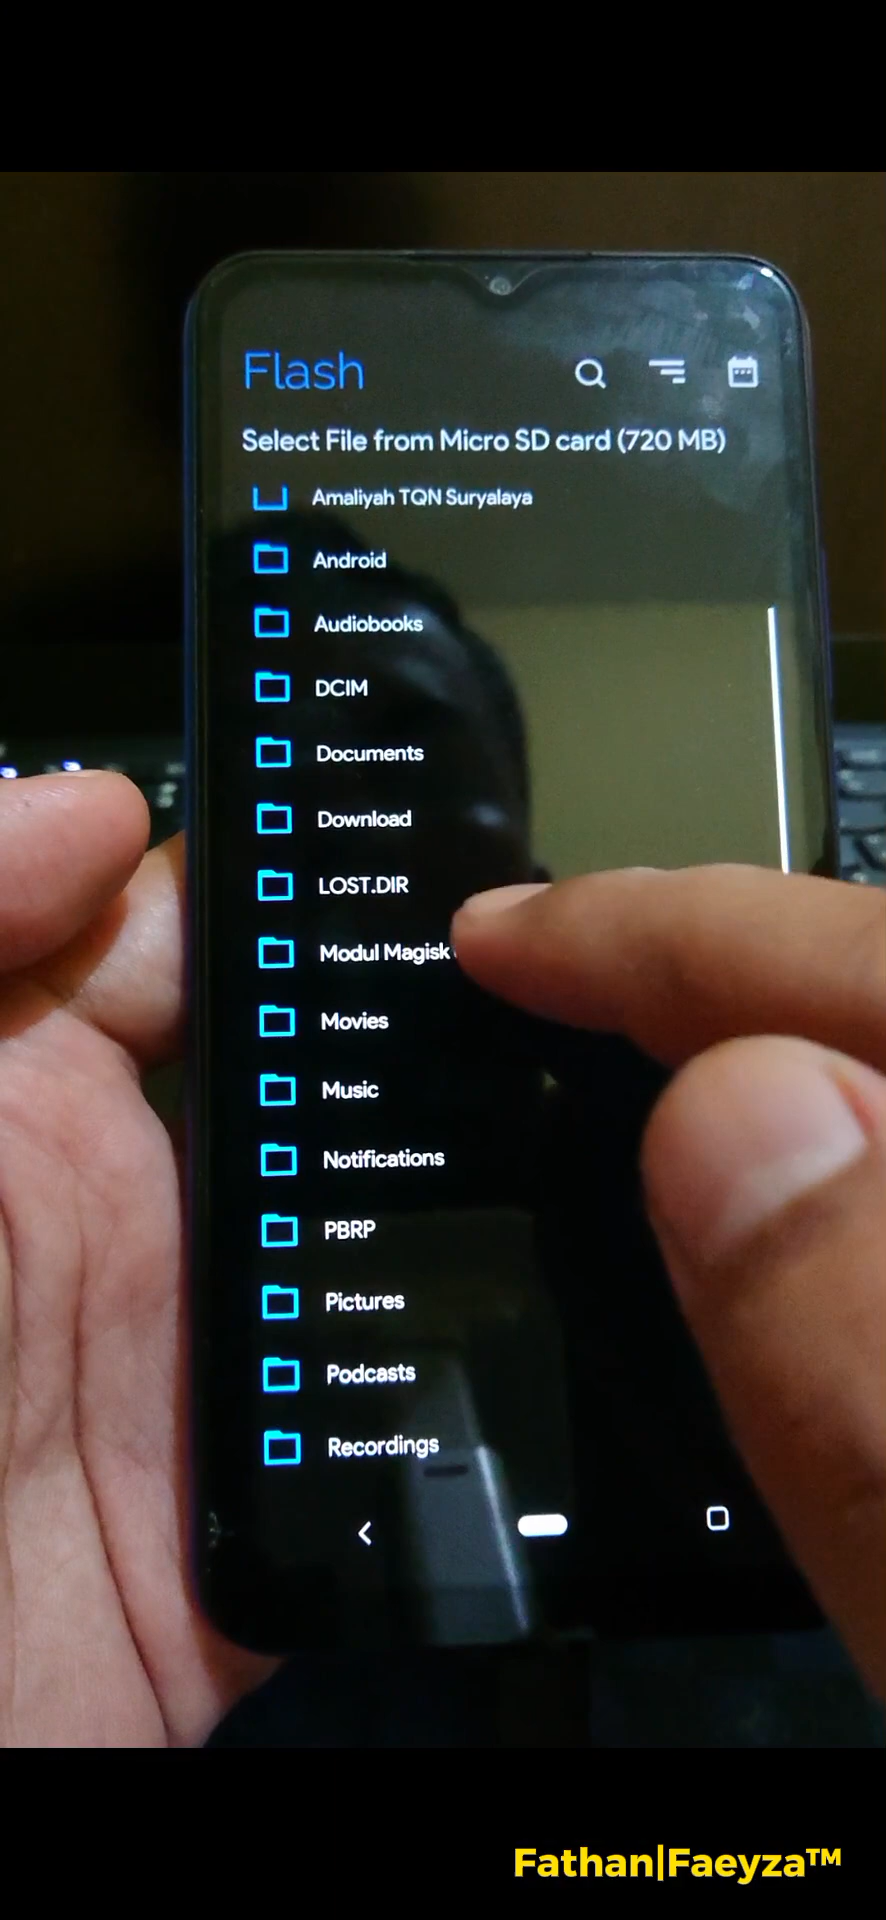 Flash
Select File from Micro SD card (720 MB)
Amaliyah TQN Suryalaya
Android
Audiobooks
DCIM
Documents
Download
LOST.DIR
Modul Magisk
Movies
Music
Notifications
PBRP
Pictures
Podcasts
Recordings
Fathan|Faeyza™